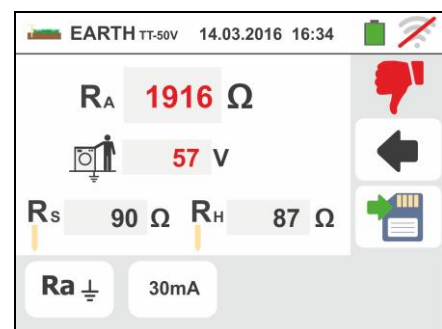 EARTH TT-50V 14.03.2016 16:34
RA 1916 Ω
57 V
RS 90 Ω RH 87 Ω
Ra 30mA